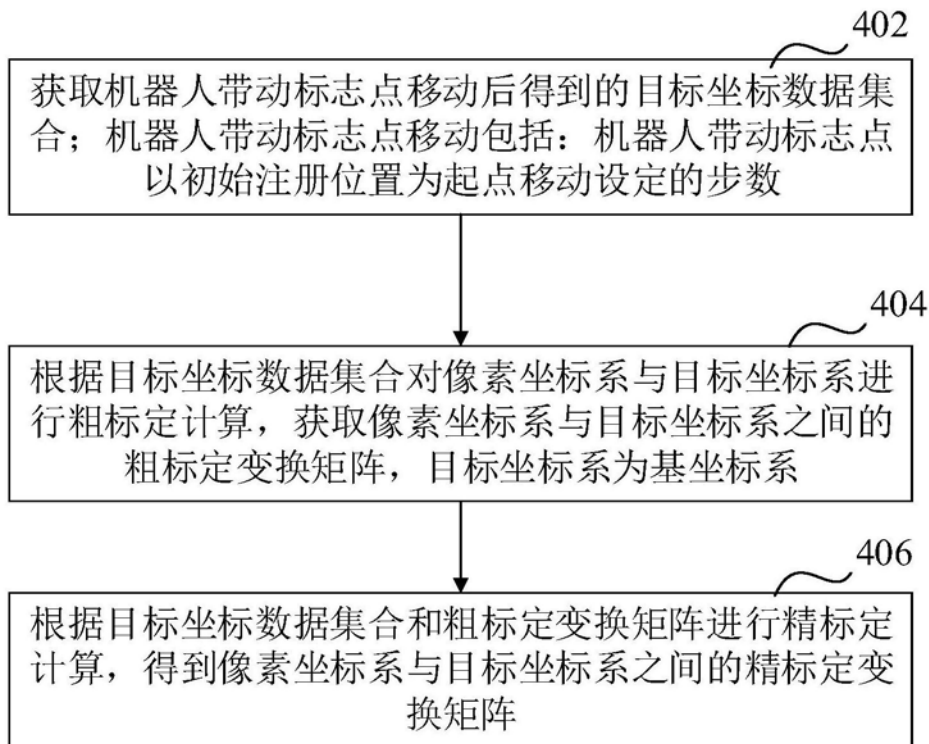 402
获取机器人带动标志点移动后得到的目标坐标数据集
合；机器人带动标志点移动包括：机器人带动标志点
以初始注册位置为起点移动设定的步数
404
根据目标坐标数据集合对像素坐标系与目标坐标系进
行粗标定计算，获取像素坐标系与目标坐标系之间的
粗标定变换矩阵，目标坐标系为基坐标系
406
根据目标坐标数据集合和粗标定变换矩阵进行精标定
计算，得到像素坐标系与目标坐标系之间的精标定变
换矩阵